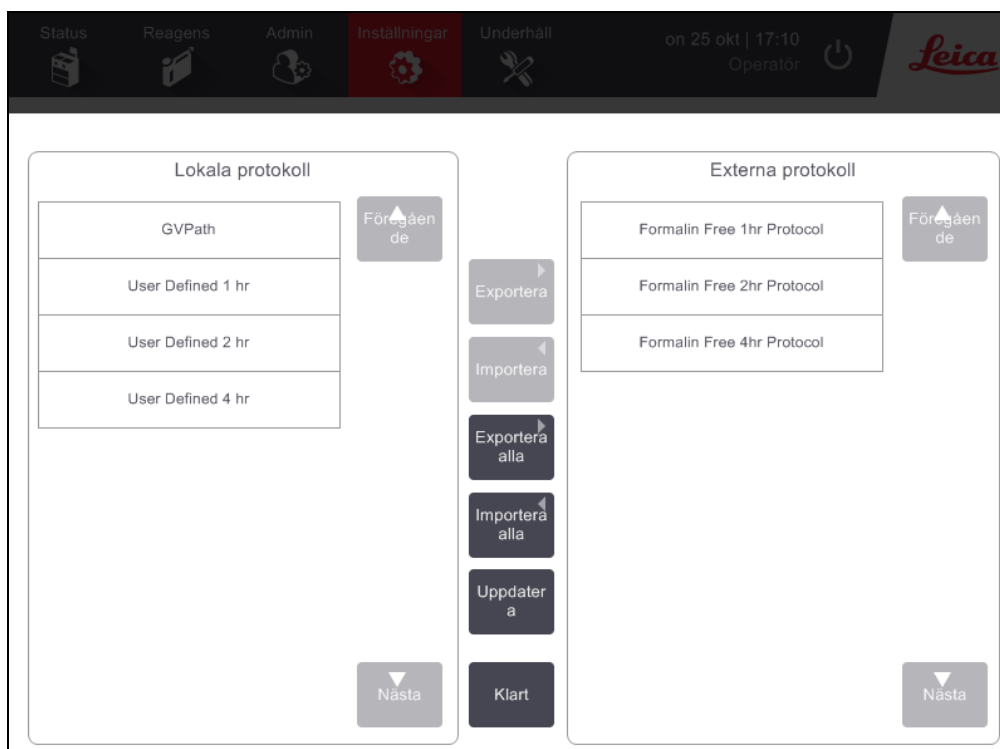 Status
Reagens
Admin
Inställningar
Underhåll
on 25 okt | 17:10
Operatör
Leica
Lokala protokoll
GVPath
User Defined 1 hr
User Defined 2 hr
User Defined 4 hr
Föregåen
de
Nästa
Exportera
Importera
Exportera
alla
Importera
alla
Uppdater
a
Klart
Externa protokoll
Formalin Free 1hr Protocol
Formalin Free 2hr Protocol
Formalin Free 4hr Protocol
Föregåen
de
Nästa